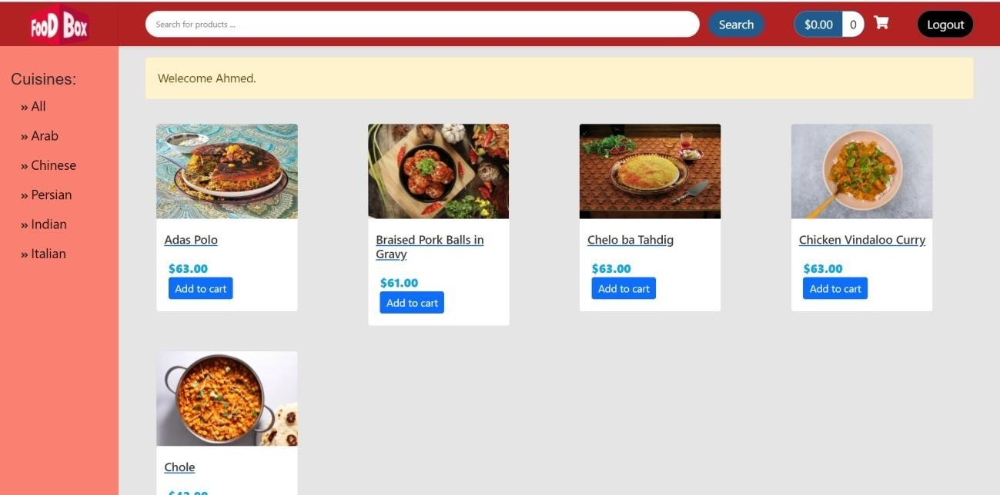 FooD Box
Search for products ...
Search
$0.00 0
Logout
Cuisines:
» All
» Arab
» Chinese
» Persian
» Indian
» Italian
Welecome Ahmed.
Adas Polo
$63.00
Add to cart
Braised Pork Balls in
Gravy
$61.00
Add to cart
Chelo ba Tahdig
$63.00
Add to cart
Chicken Vindaloo Curry
$63.00
Add to cart
Chole